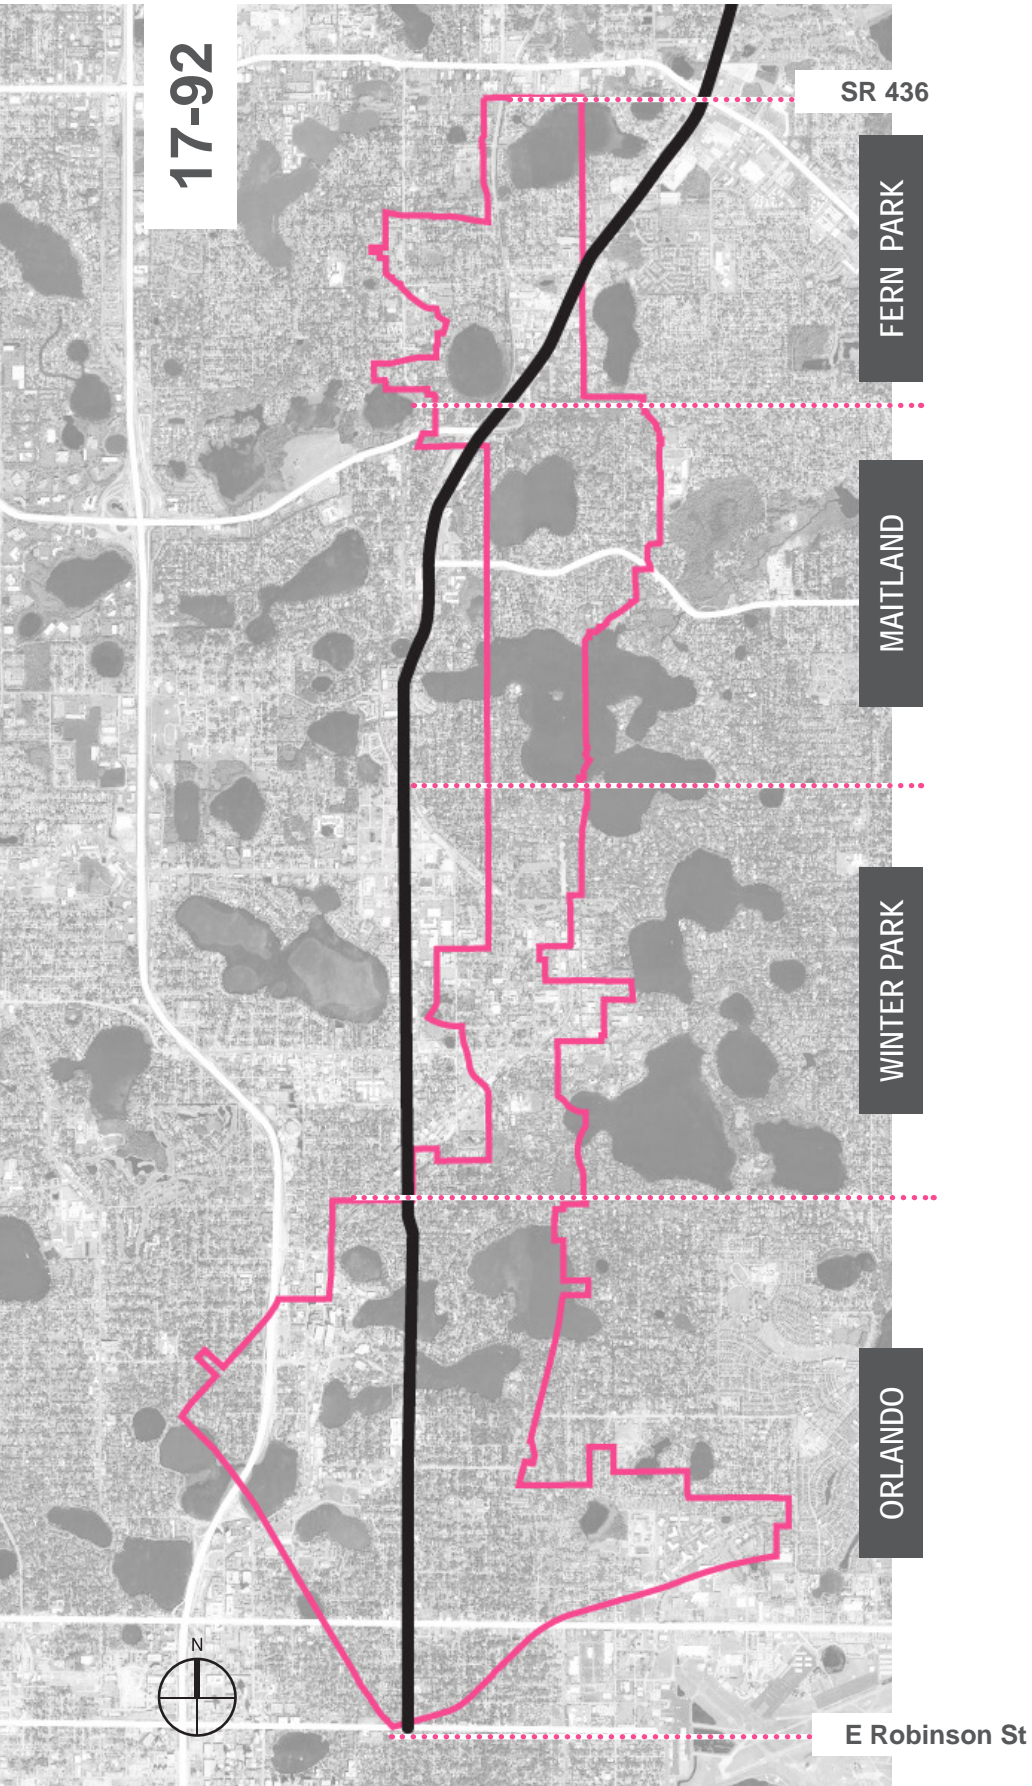 17-92
SR 436
FERN PARK
MAITLAND
WINTER PARK
ORLANDO
N
E Robinson St